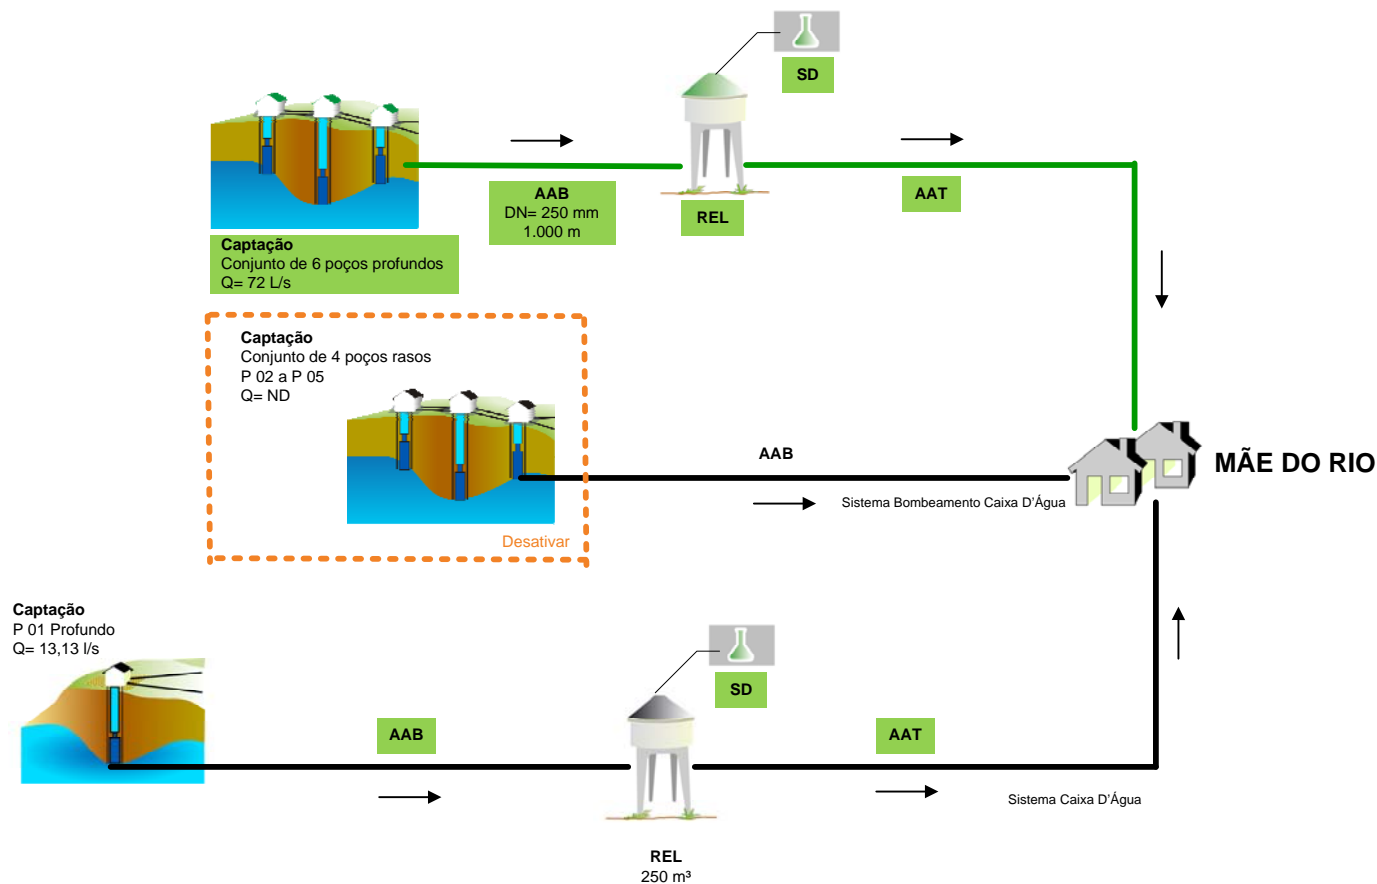 SD
AAB
DN= 250 mm
1.000 m
REL
AAT
Captação
Conjunto de 6 poços profundos
Q= 72 L/s
Captação
Conjunto de 4 poços rasos
P 02 a P 05
Q= ND
Desativar
AAB
Sistema Bombeamento Caixa D'Água
MÃE DO RIO
Captação
P 01 Profundo
Q= 13,13 l/s
SD
AAB
AAT
Sistema Caixa D'Água
REL
250 m³